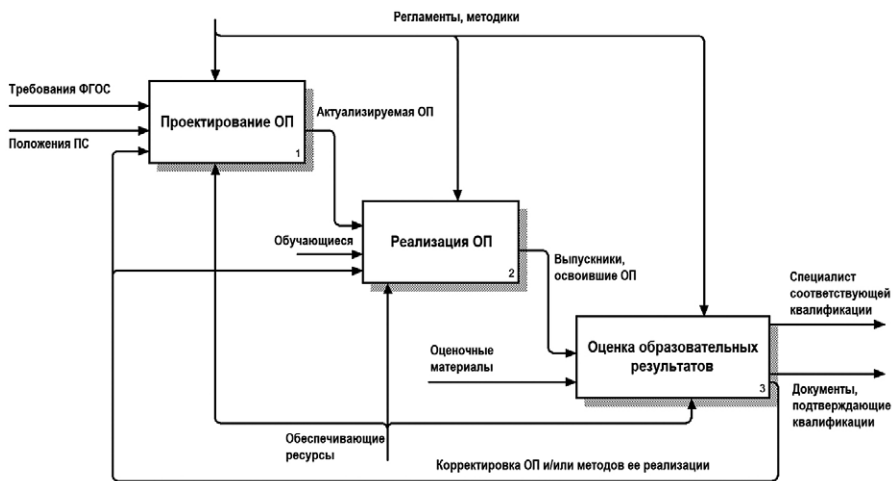 Регламенты, методики
Требования ФГОС
Проектирование ОП
Актуализируемая ОП
Положения ПС
1
Обучающиеся
Реализация ОП
2
Выпускники,
освоившие ОП
Специалист
соответствующей
квалификации
Оценочные
материалы
Оценка образовательных
результатов
3
Документы,
подтверждающие
квалификации
Обеспечивающие
ресурсы
Корректировка ОП и/или методов ее реализации